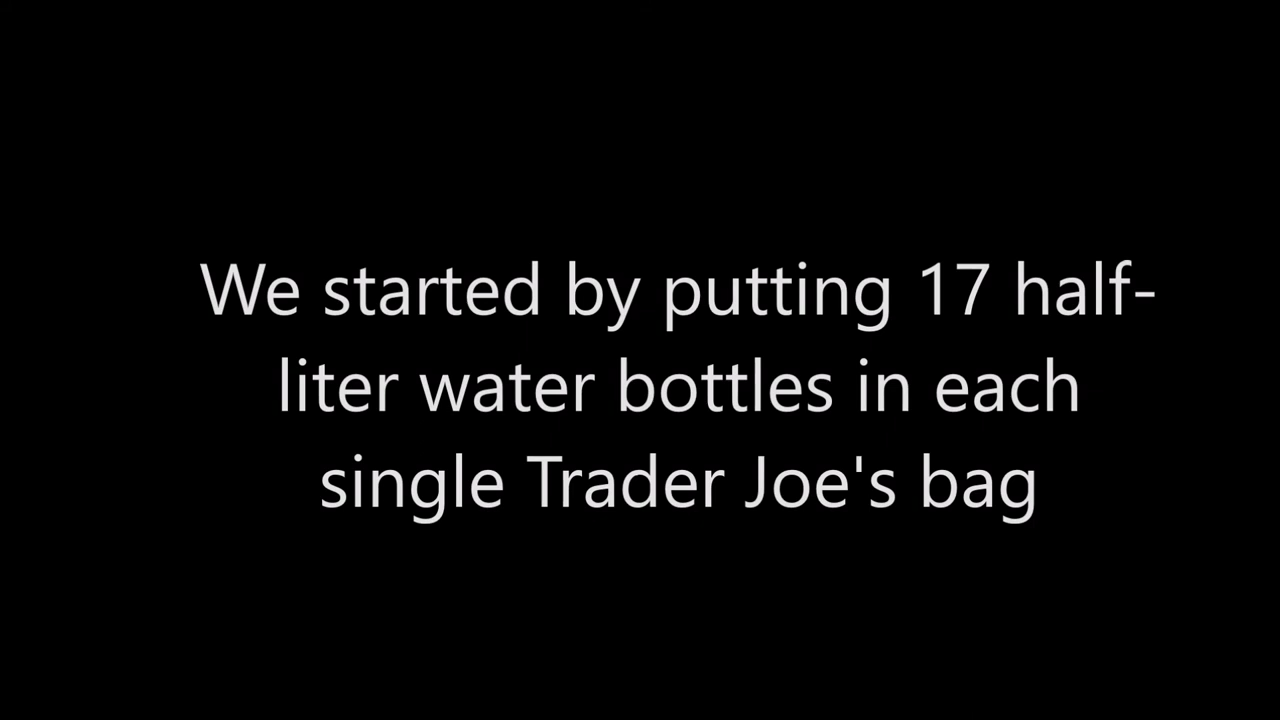 We started by putting 17 half-
liter water bottles in each
single Trader Joe's bag